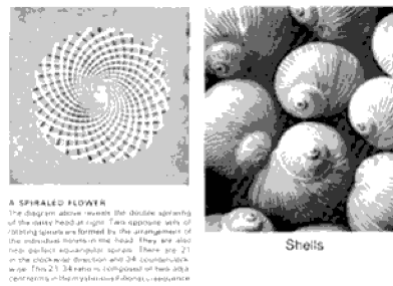 A SPIRALED FLOWER
The diagram above reveals the double spiraling
of the daisy head at right. Two opposite sets of
rotating spirals are formed by the arrangement of
the individual florets in the head. They are also
near perfect equiangular spirals. There are 21
in the clockwise direction and 34 counterclock-
wise. This 21:34 ratio is composed of two adja-
cent terms in the mysterious Fibonacci sequence
Shells